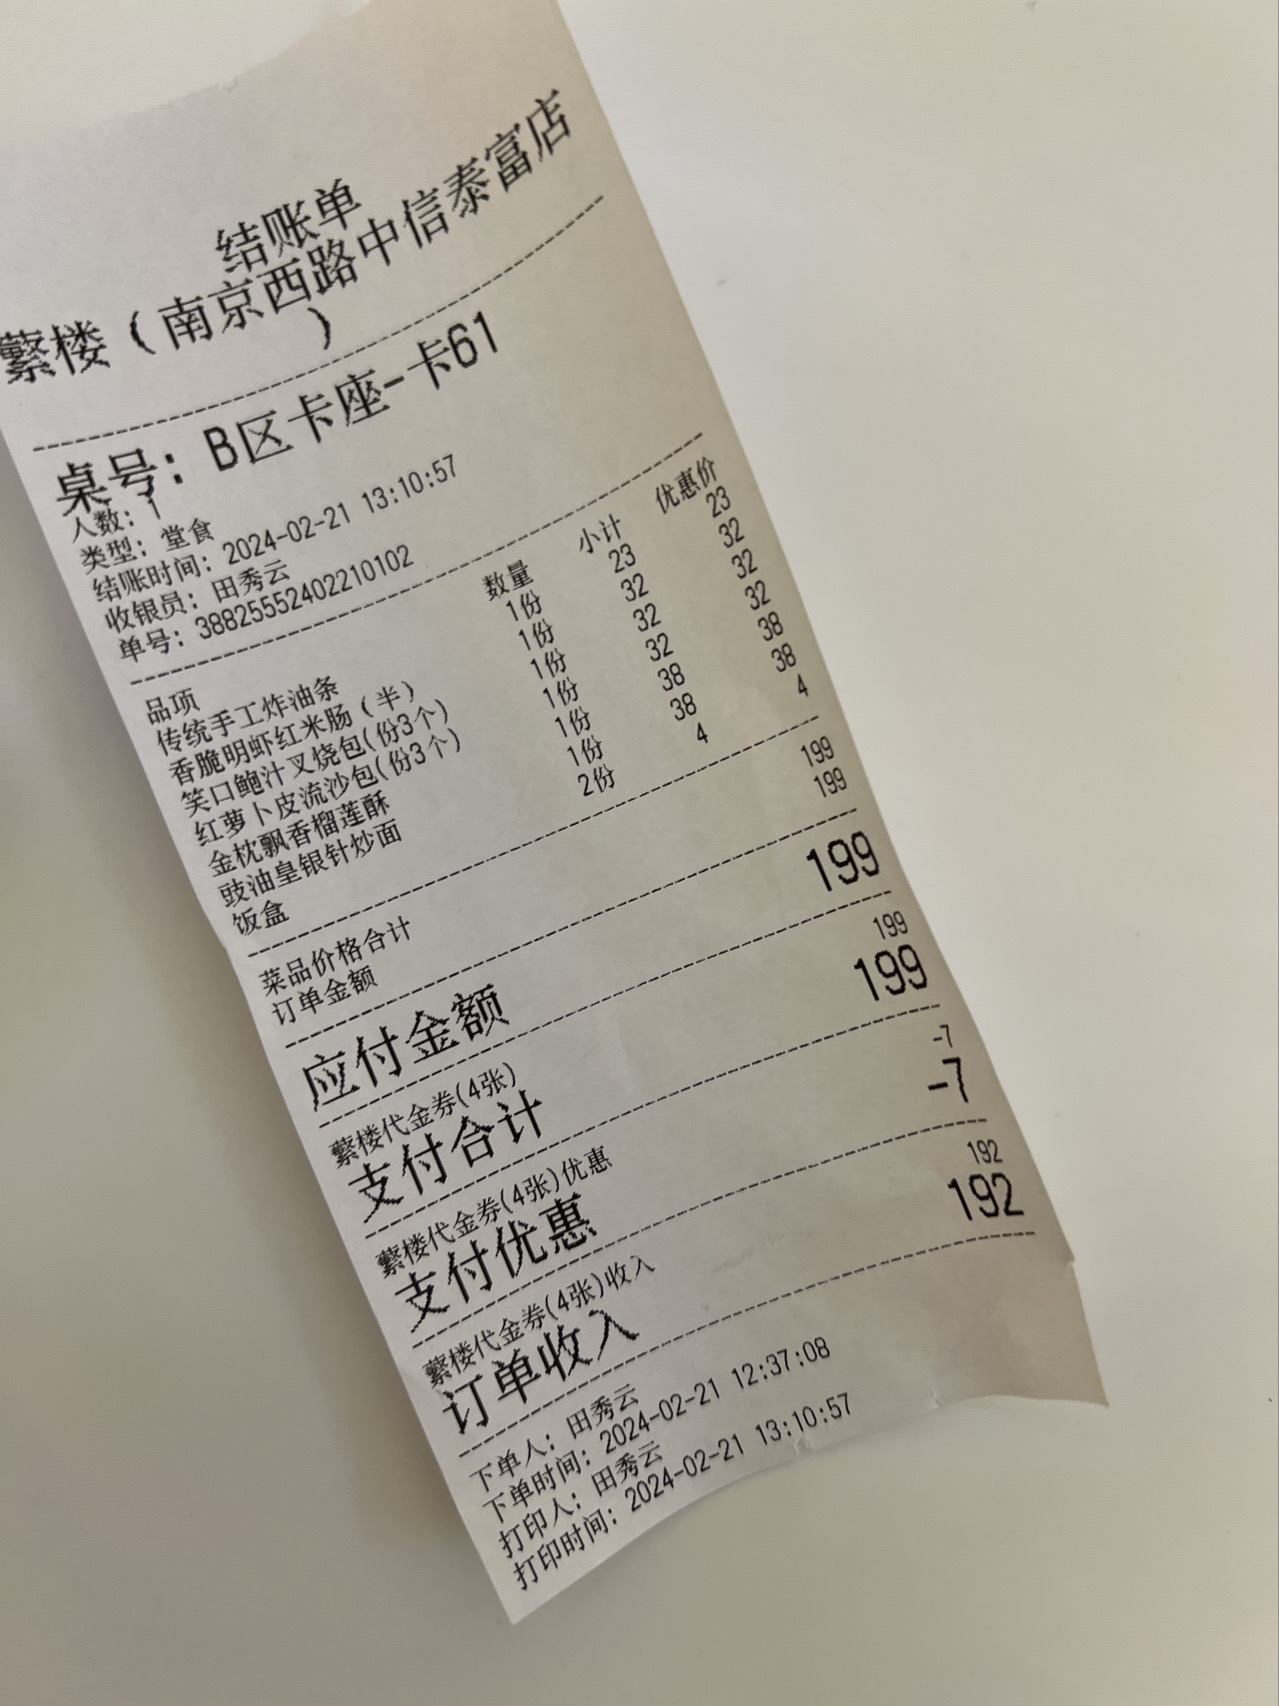 结账单
蘩楼（南京西路中信泰富店
）
桌号：B区卡座-卡61
人数：1
类型：堂食
结账时间：2024-02-21 13:10:57
收银员：田秀云
单号：38825552402210102
品项 数量 小计 优惠价
传统手工炸油条 1份 23 23
香脆明虾红米肠（半） 1份 32 32
笑口鲍汁叉烧包(份3个) 1份 32 32
红萝卜皮流沙包(份3个) 1份 32 32
金枕飘香榴莲酥 1份 38 38
豉油皇银针炒面 1份 38 38
饭盒 2份 4 4
菜品价格合计 199
订单金额 199
应付金额 199
蘩楼代金券(4张) 199
支付合计 199
蘩楼代金券(4张)优惠 -7
支付优惠 -7
蘩楼代金券(4张)收入 192
订单收入 192
下单人：田秀云
下单时间：2024-02-21 12:37:08
打印人：田秀云
打印时间：2024-02-21 13:10:57